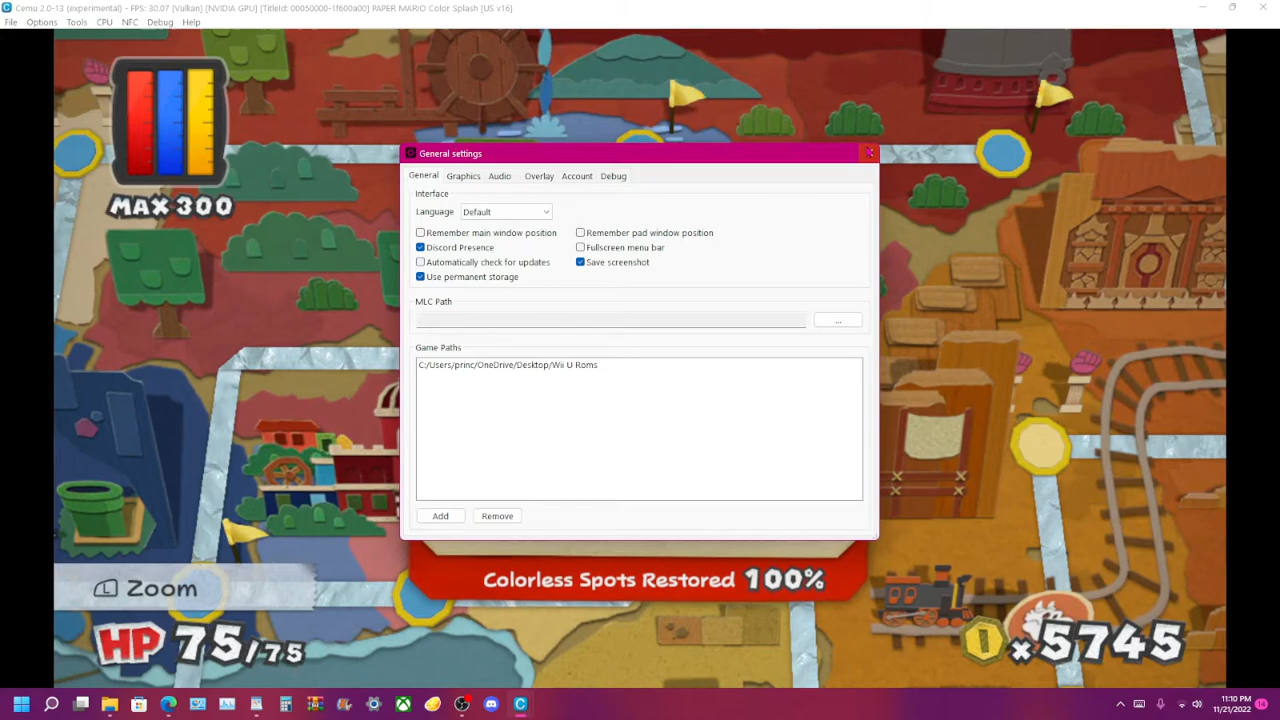 Cemu 2.0-13 (experimental) - FPS: 30.07 [Vulkan] [NVIDIA GPU] [TitleId: 00050000-1f600a00] PAPER MARIO Color Splash [US v16]
File Options Tools CPU NFC Debug Help
MAX 300
General settings
General Graphics Audio Overlay Account Debug
Interface
Language Default
Remember main window position Remember pad window position
Discord Presence Fullscreen menu bar
Automatically check for updates Save screenshot
Use permanent storage
MLC Path
...
Game Paths
C:/Users/princ/OneDrive/Desktop/Wii U Roms
Add Remove
Colorless Spots Restored 100%
L Zoom
HP 75/75
×5745
11:10 PM
11/21/2022
14